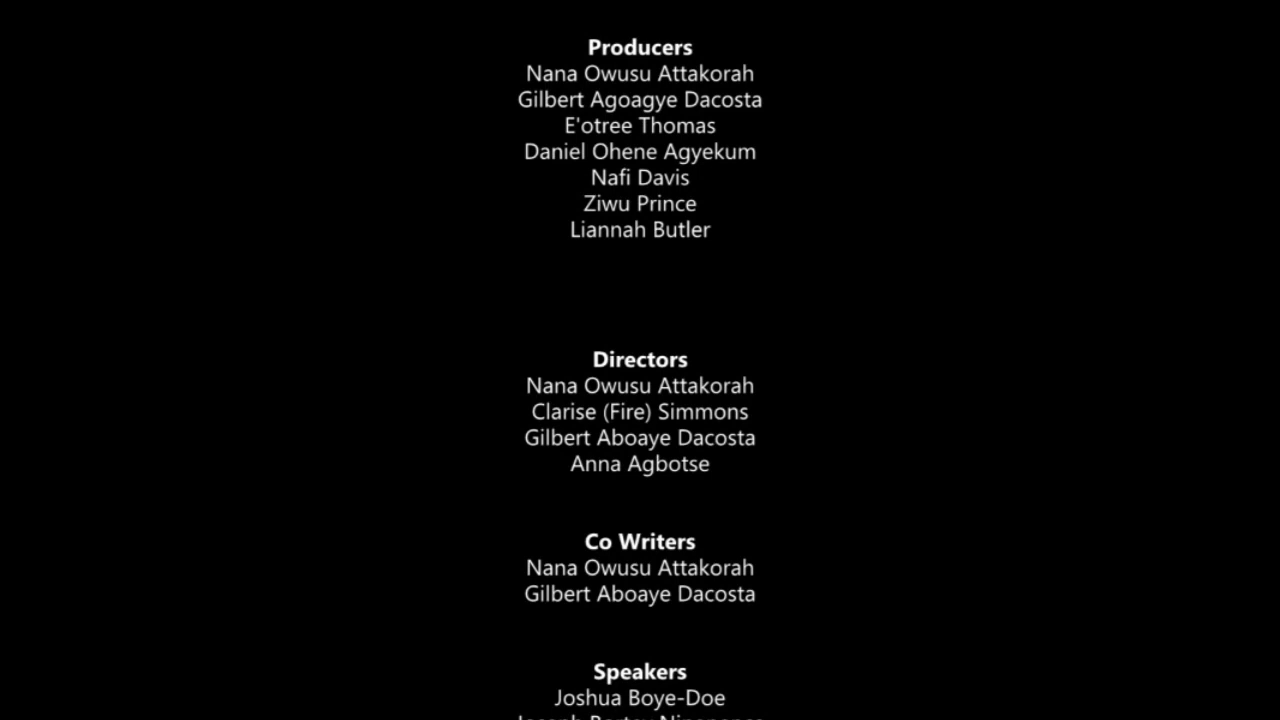 Producers
Nana Owusu Attakorah
Gilbert Agoagye Dacosta
E'otree Thomas
Daniel Ohene Agyekum
Nafi Davis
Ziwu Prince
Liannah Butler
Directors
Nana Owusu Attakorah
Clarise (Fire) Simmons
Gilbert Aboaye Dacosta
Anna Agbotse
Co Writers
Nana Owusu Attakorah
Gilbert Aboaye Dacosta
Speakers
Joshua Boye-Doe